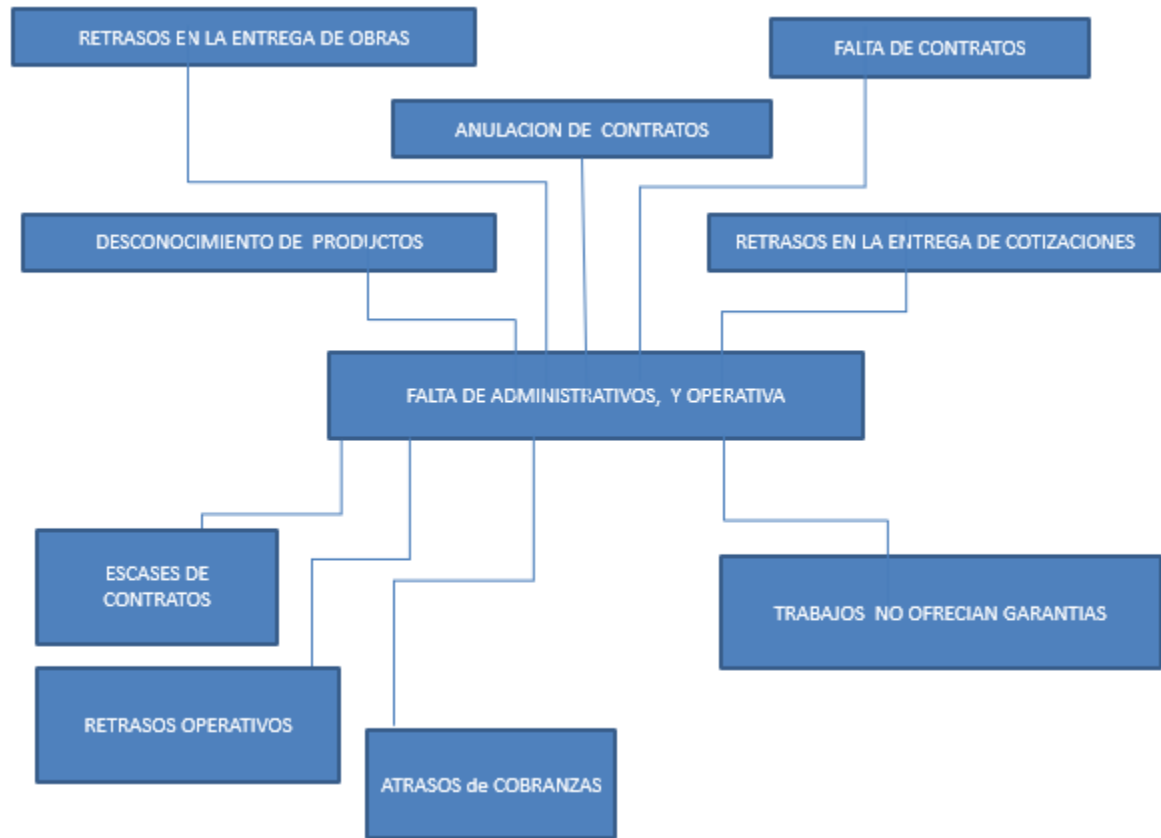 RETRASOS EN LA ENTREGA DE OBRAS
FALTA DE CONTRATOS
ANULACION DE CONTRATOS
DESCONOCIMIENTO DE PRODUCTOS
RETRASOS EN LA ENTREGA DE COTIZACIONES
FALTA DE ADMINISTRATIVOS, Y OPERATIVA
ESCASES DE
CONTRATOS
TRABAJOS NO OFRECIAN GARANTIAS
RETRASOS OPERATIVOS
ATRASOS de COBRANZAS